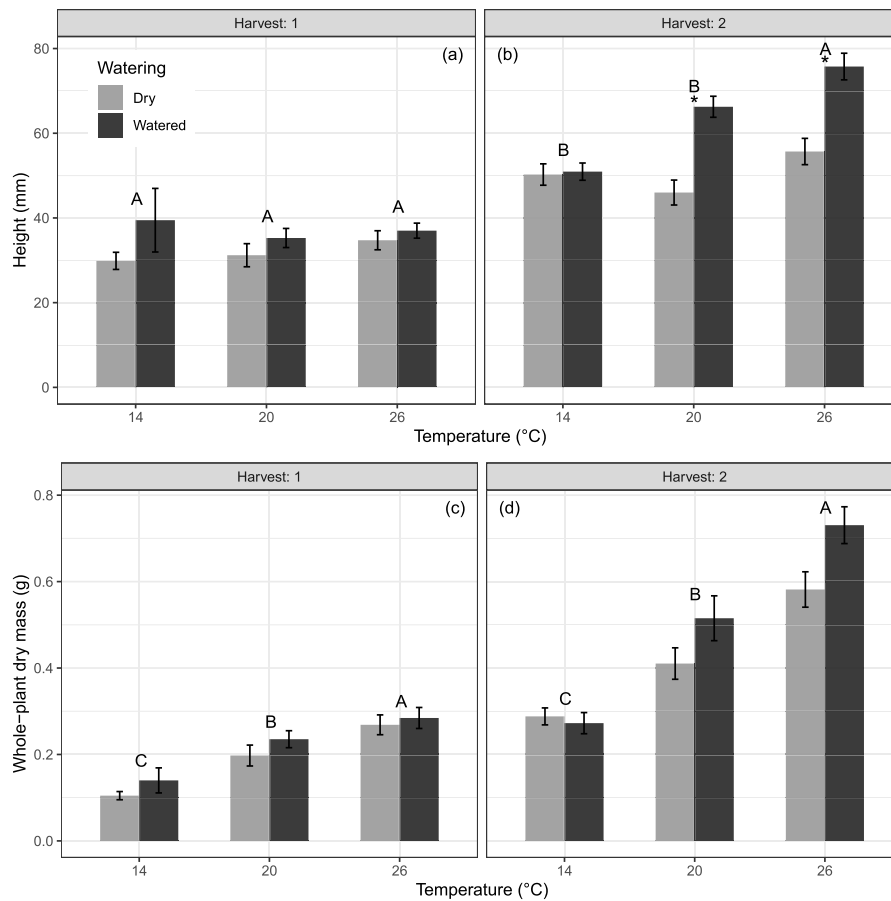 Harvest: 1
Harvest: 2
Height (mm)
80
60
40
20
0
(a)
Watering
Dry
Watered
A
A
A
(b)
B
B
*
A
*
14
20
26
14
20
26
Temperature (°C)
Harvest: 1
Harvest: 2
Whole−plant dry mass (g)
0.8
0.6
0.4
0.2
0.0
(c)
C
B
A
(d)
C
B
A
14
20
26
14
20
26
Temperature (°C)